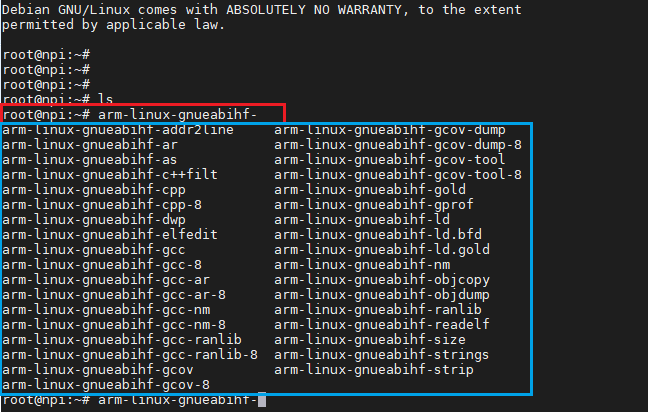 Debian GNU/Linux comes with ABSOLUTELY NO WARRANTY, to the extent
permitted by applicable law.
root@npi:~#
root@npi:~#
root@npi:~#
root@npi:~# ls
root@npi:~# arm-linux-gnueabihf-
arm-linux-gnueabihf-addr2line arm-linux-gnueabihf-gcov-dump
arm-linux-gnueabihf-ar arm-linux-gnueabihf-gcov-dump-8
arm-linux-gnueabihf-as arm-linux-gnueabihf-gcov-tool
arm-linux-gnueabihf-c++filt arm-linux-gnueabihf-gcov-tool-8
arm-linux-gnueabihf-cpp arm-linux-gnueabihf-gold
arm-linux-gnueabihf-cpp-8 arm-linux-gnueabihf-gprof
arm-linux-gnueabihf-dwp arm-linux-gnueabihf-ld
arm-linux-gnueabihf-elfedit arm-linux-gnueabihf-ld.bfd
arm-linux-gnueabihf-gcc arm-linux-gnueabihf-ld.gold
arm-linux-gnueabihf-gcc-8 arm-linux-gnueabihf-nm
arm-linux-gnueabihf-gcc-ar arm-linux-gnueabihf-objcopy
arm-linux-gnueabihf-gcc-ar-8 arm-linux-gnueabihf-objdump
arm-linux-gnueabihf-gcc-nm arm-linux-gnueabihf-ranlib
arm-linux-gnueabihf-gcc-nm-8 arm-linux-gnueabihf-readelf
arm-linux-gnueabihf-gcc-ranlib arm-linux-gnueabihf-size
arm-linux-gnueabihf-gcc-ranlib-8 arm-linux-gnueabihf-strings
arm-linux-gnueabihf-gcov arm-linux-gnueabihf-strip
arm-linux-gnueabihf-gcov-8
root@npi:~# arm-linux-gnueabihf-